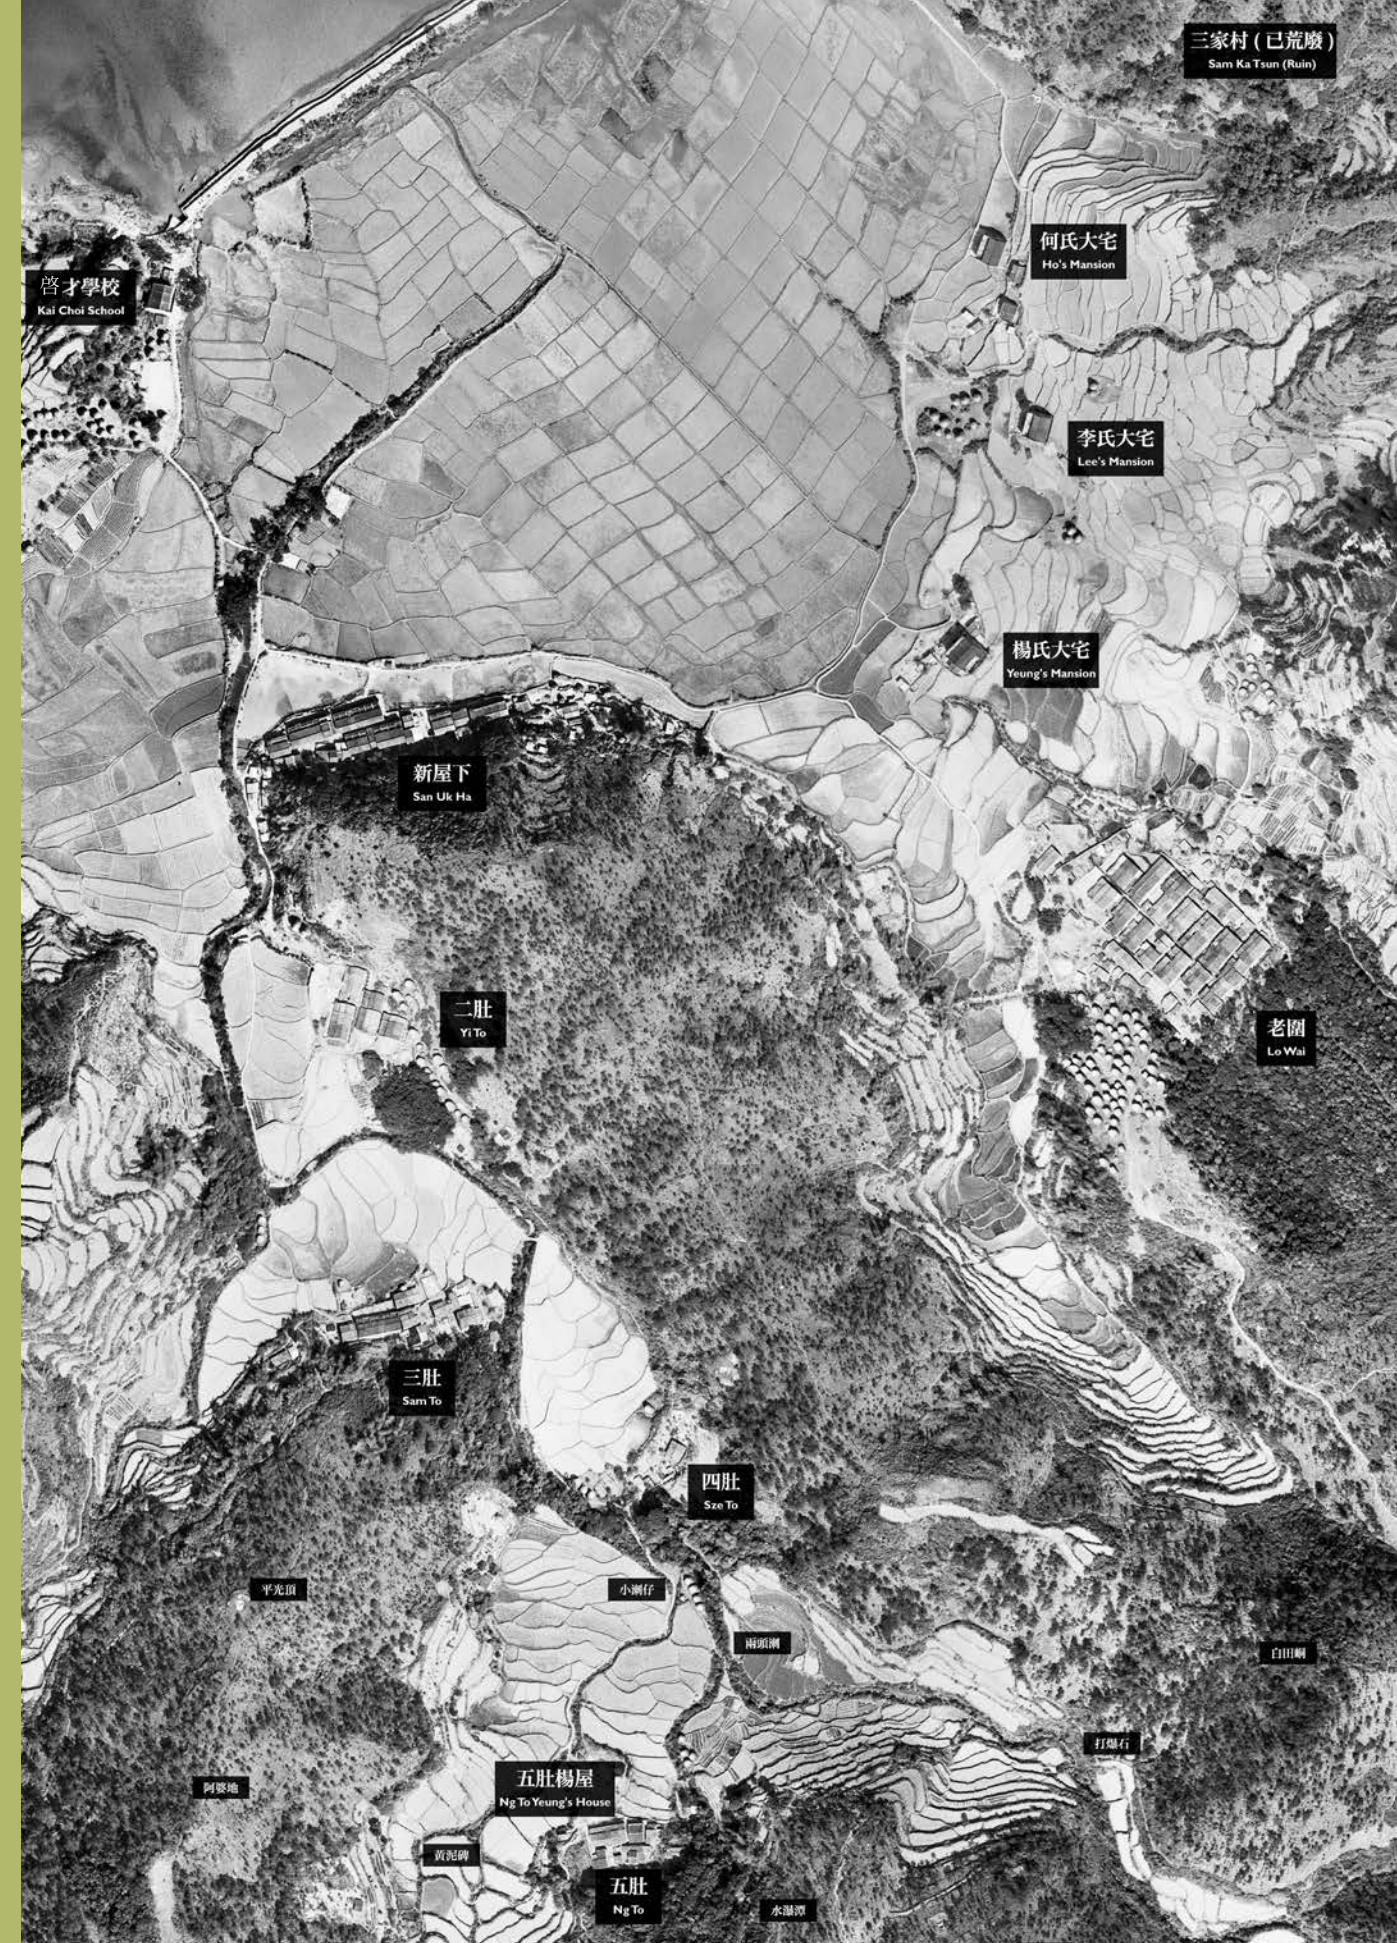 三家村 ( 已荒廢 )
Sam Ka Tsun (Ruin)
何氏大宅
Ho's Mansion
啓才學校
Kai Choi School
李氏大宅
Lee's Mansion
楊氏大宅
Yeung's Mansion
新屋下
San Uk Ha
二肚
Yi To
老圍
Lo Wai
三肚
Sam To
四肚
Sze To
平光頂
小瀝仔
兩頭瀝
白田峒
打爆石
五肚楊屋
Ng To Yeung's House
阿婆地
黃泥碑
五肚
Ng To
水瀑潭